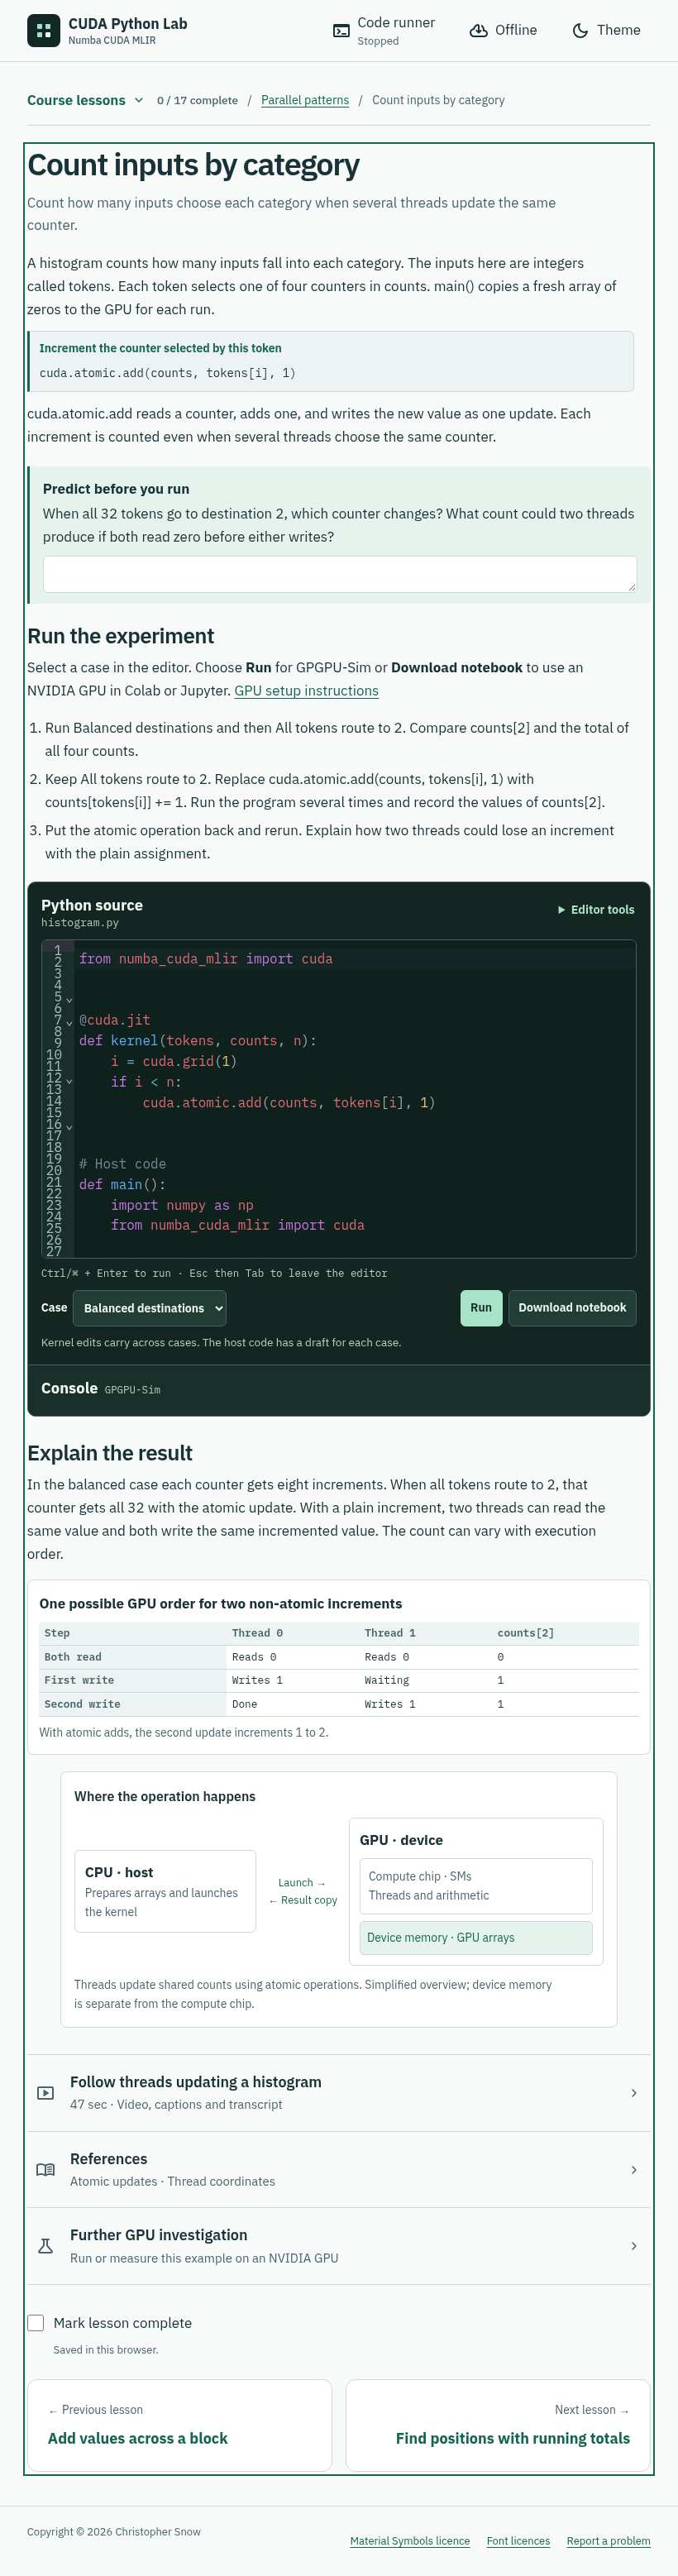 CUDA Python Lab
Numba CUDA MLIR
Code runner
Stopped
Offline
Theme
Course lessons
0 / 17 complete / Parallel patterns / Count inputs by category
Count inputs by category
Count how many inputs choose each category when several threads update the same
counter.
A histogram counts how many inputs fall into each category. The inputs here are integers
called tokens. Each token selects one of four counters in counts. main() copies a fresh array of
zeros to the GPU for each run.
Increment the counter selected by this token
cuda.atomic.add(counts, tokens[i], 1)
cuda.atomic.add reads a counter, adds one, and writes the new value as one update. Each
increment is counted even when several threads choose the same counter.
Predict before you run
When all 32 tokens go to destination 2, which counter changes? What count could two threads
produce if both read zero before either writes?
Run the experiment
Select a case in the editor. Choose Run for GPGPU-Sim or Download notebook to use an
NVIDIA GPU in Colab or Jupyter. GPU setup instructions
1. Run Balanced destinations and then All tokens route to 2. Compare counts[2] and the total of
all four counts.
2. Keep All tokens route to 2. Replace cuda.atomic.add(counts, tokens[i], 1) with
counts[tokens[i]] += 1. Run the program several times and record the values of counts[2].
3. Put the atomic operation back and rerun. Explain how two threads could lose an increment
with the plain assignment.
Python source
histogram.py
▶ Editor tools
1
2
3
4
5
6
7
8
9
10
11
12
13
14
15
16
17
18
19
20
21
22
23
24
25
26
27
from numba_cuda_mlir import cuda
@cuda.jit
def kernel(tokens, counts, n):
    i = cuda.grid(1)
    if i < n:
        cuda.atomic.add(counts, tokens[i], 1)
# Host code
def main():
    import numpy as np
    from numba_cuda_mlir import cuda
Ctrl/⌘ + Enter to run · Esc then Tab to leave the editor
Case Balanced destinations
Run
Download notebook
Kernel edits carry across cases. The host code has a draft for each case.
Console GPGPU-Sim
Explain the result
In the balanced case each counter gets eight increments. When all tokens route to 2, that
counter gets all 32 with the atomic update. With a plain increment, two threads can read the
same value and both write the same incremented value. The count can vary with execution
order.
One possible GPU order for two non-atomic increments
Step Thread 0 Thread 1 counts[2]
Both read Reads 0 Reads 0 0
First write Writes 1 Waiting 1
Second write Done Writes 1 1
With atomic adds, the second update increments 1 to 2.
Where the operation happens
CPU · host
Prepares arrays and launches
the kernel
Launch →
← Result copy
GPU · device
Compute chip · SMs
Threads and arithmetic
Device memory · GPU arrays
Threads update shared counts using atomic operations. Simplified overview; device memory
is separate from the compute chip.
Follow threads updating a histogram
47 sec · Video, captions and transcript
References
Atomic updates · Thread coordinates
Further GPU investigation
Run or measure this example on an NVIDIA GPU
Mark lesson complete
Saved in this browser.
← Previous lesson
Add values across a block
Next lesson →
Find positions with running totals
Copyright © 2026 Christopher Snow
Material Symbols licence
Font licences
Report a problem